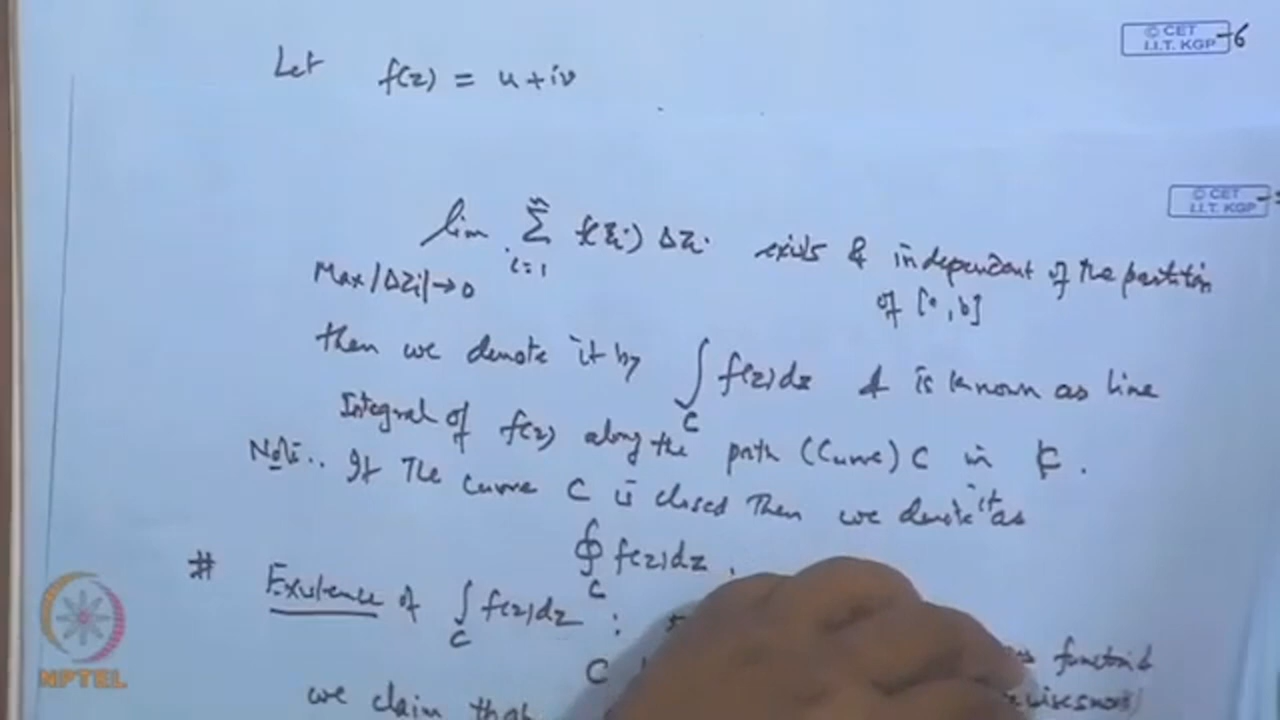 © CET
I.I.T. KGP -6
Let f(z) = u + iv
© CET
I.I.T. KGP
lim n∑i=1 f(ξi) Δzi exists & independent of the partition
Max |Δzi| → 0
of [a, b]
then we denote it by ∫C f(z) dz & is known as line
Integral of f(z) along the path (Curve) C in ₵.
Note.. If The curve C is closed Then we denote it as
∮C f(z) dz.
# Existence of ∫C f(z) dz :
C functions
we claim that
NPTEL